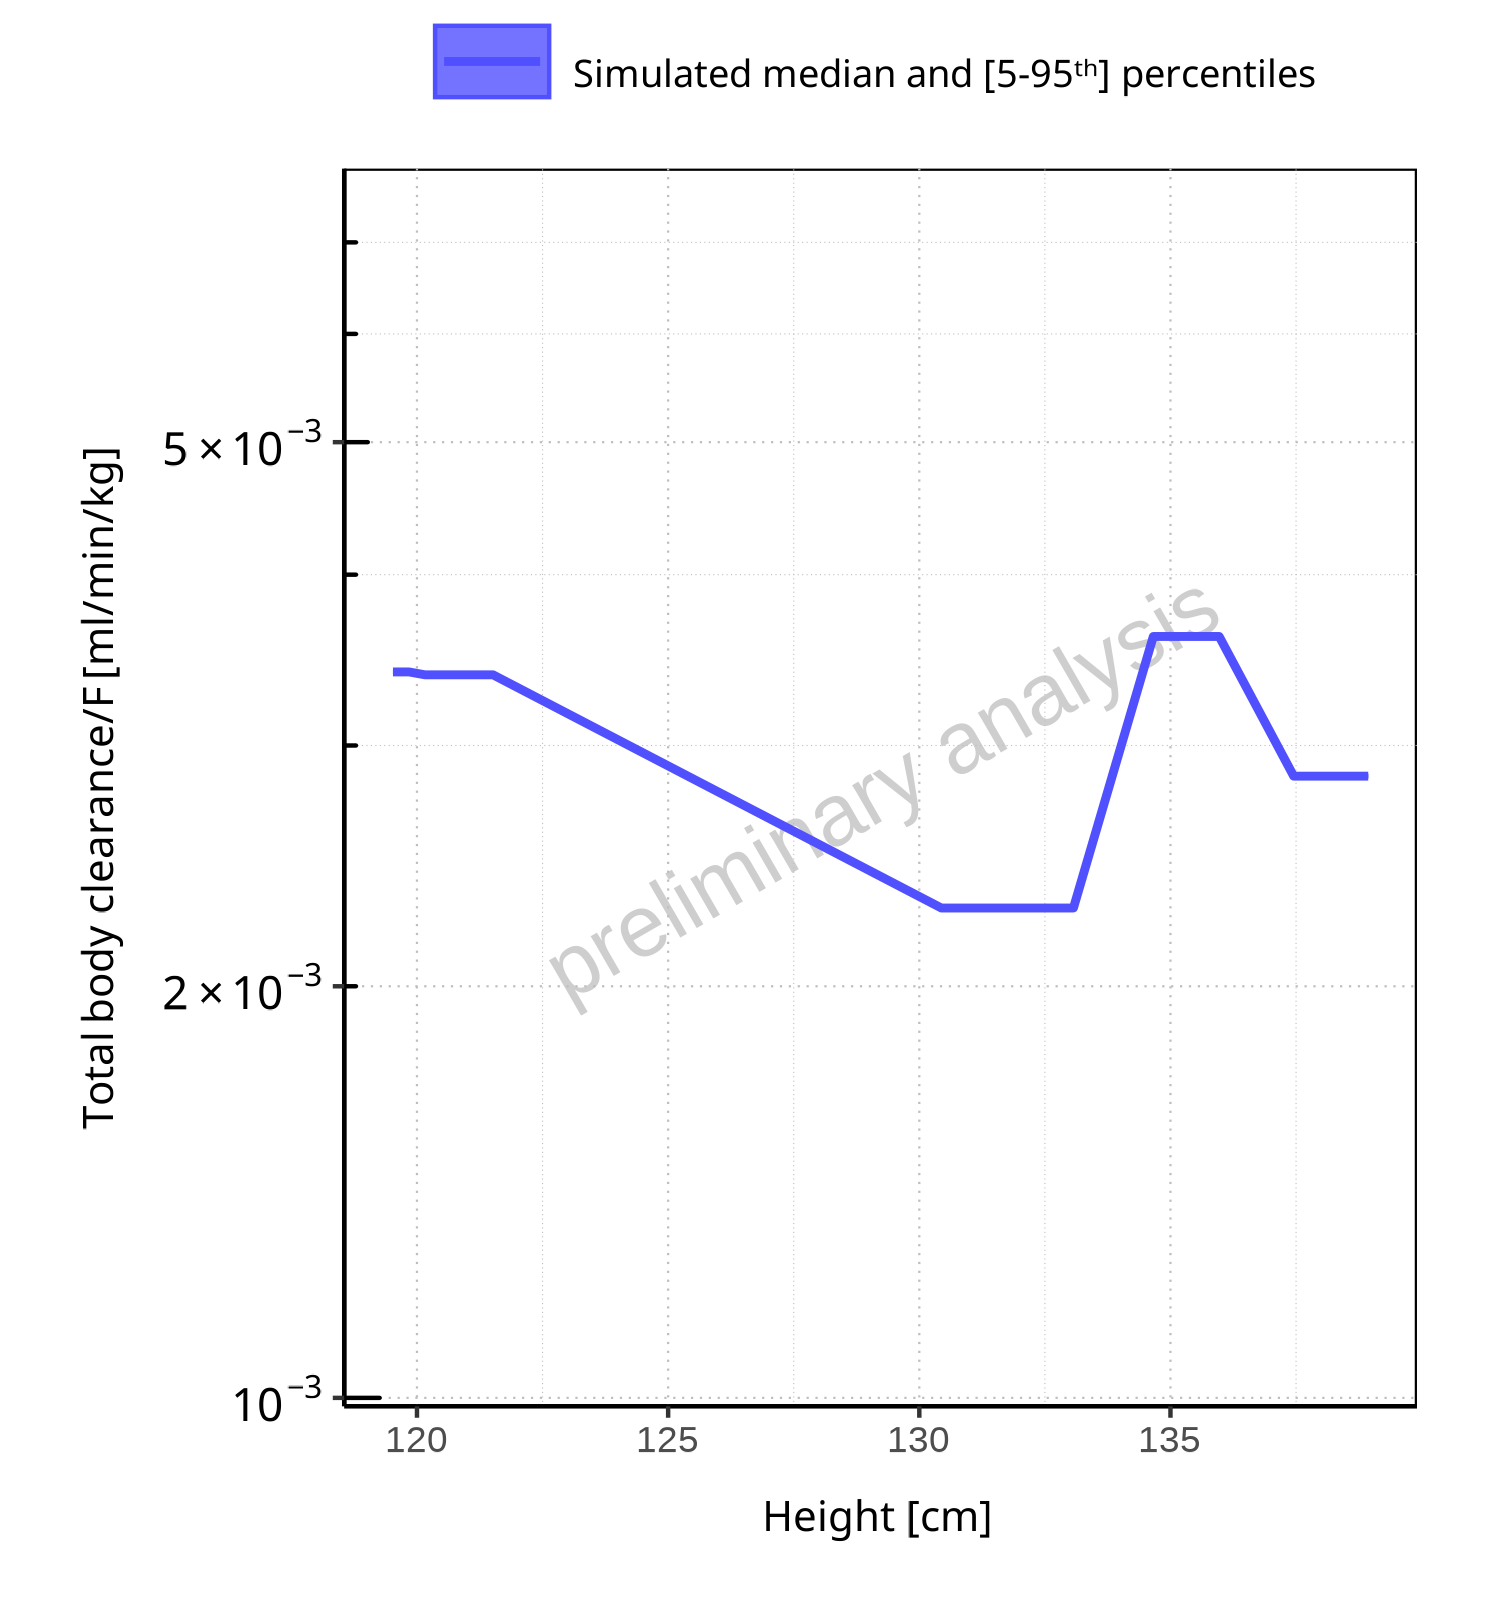 Simulated median and [5-95ᵗʰ] percentiles
5 × 10⁻³
2 × 10⁻³
10⁻³
Total body clearance/F [ml/min/kg]
preliminary analysis
120 125 130 135
Height [cm]